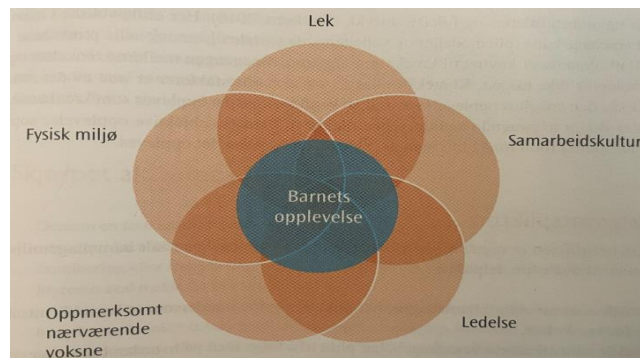 Lek
Fysisk miljø
Samarbeidskultur
Barnets
opplevelse
Oppmerksomt
nærværende
voksne
Ledelse